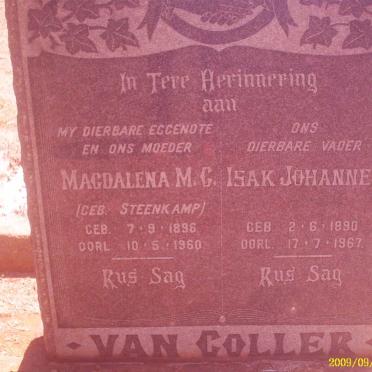 In Tere Herinnering
aan
MY DIERBARE EGGENOTE
EN ONS MOEDER
MAGDALENA M. C.
(GEB. STEENKAMP)
GEB. 7·9·1896
OORL. 10·5·1960
Rus Sag
ONS
DIERBARE VADER
ISAK JOHANNE
GEB 2·6·1890
OORL. 17·7·1967
Rus Sag
VAN COLLER
2009/09/